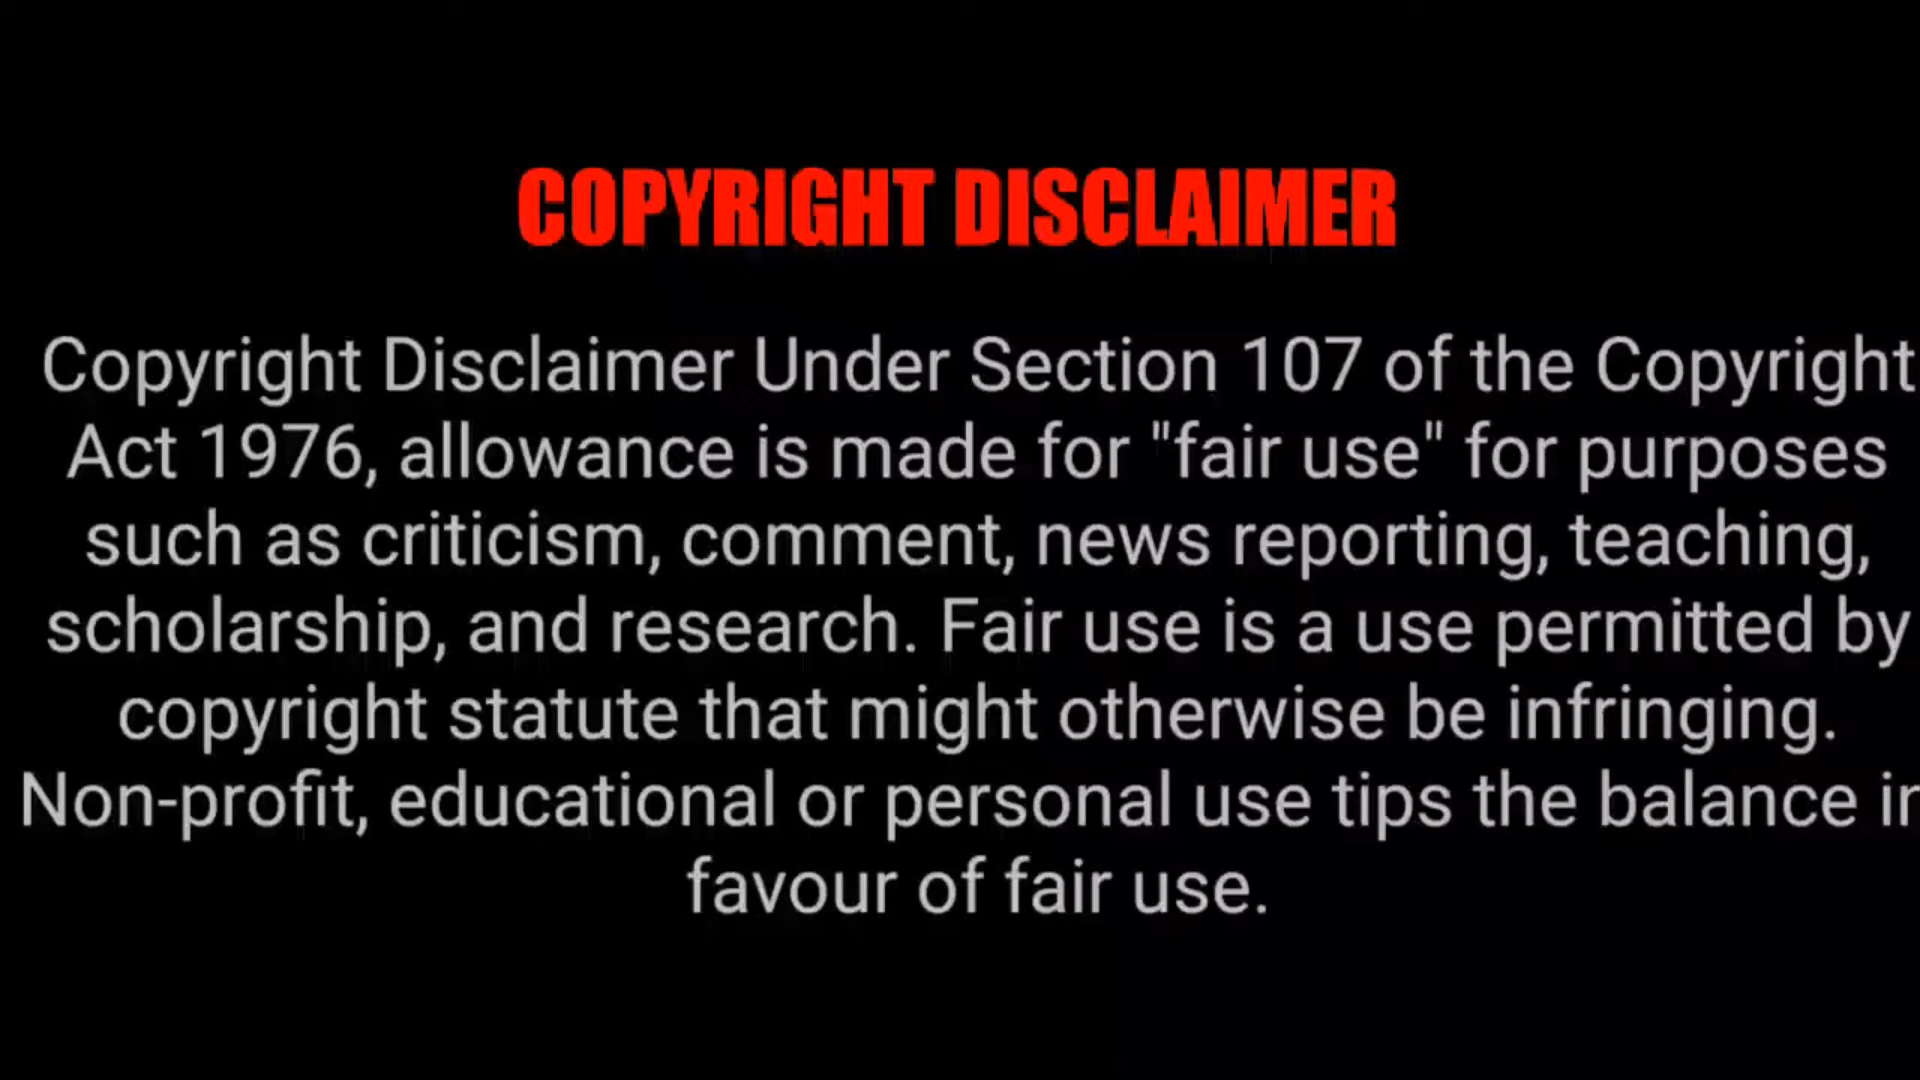 COPYRIGHT DISCLAIMER
Copyright Disclaimer Under Section 107 of the Copyright
Act 1976, allowance is made for "fair use" for purposes
such as criticism, comment, news reporting, teaching,
scholarship, and research. Fair use is a use permitted by
copyright statute that might otherwise be infringing.
Non-profit, educational or personal use tips the balance in
favour of fair use.